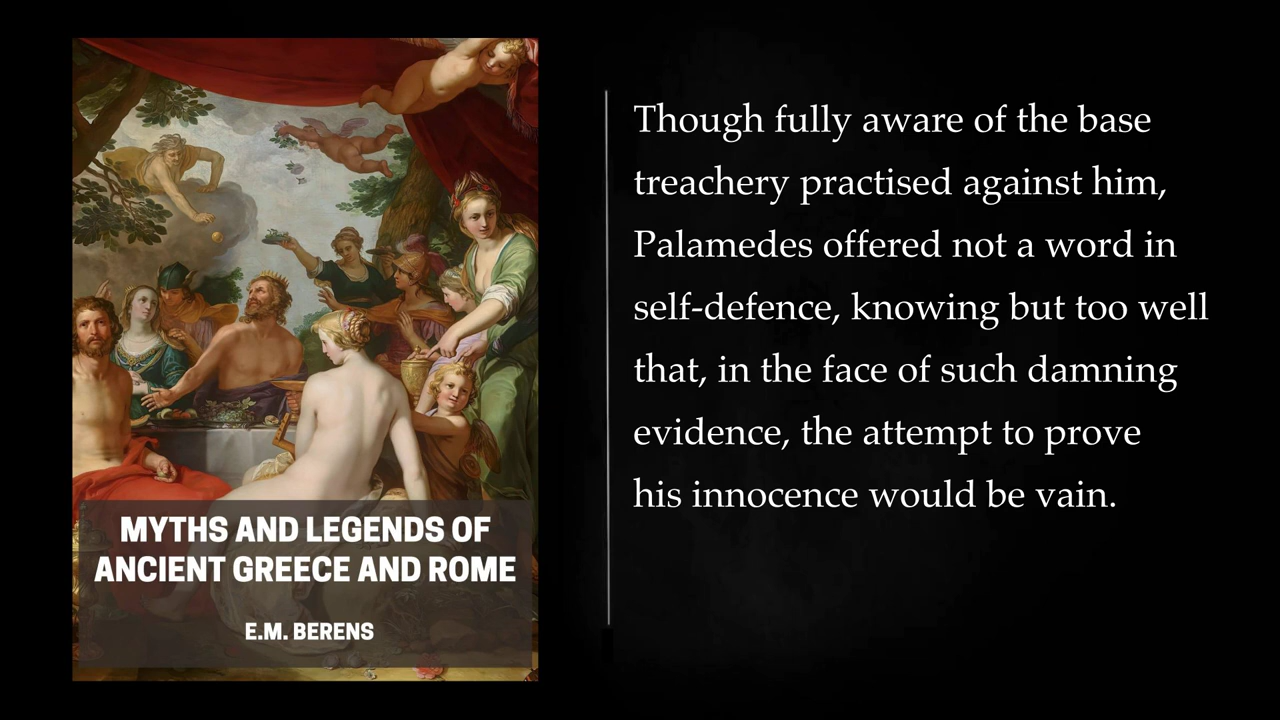 MYTHS AND LEGENDS OF
ANCIENT GREECE AND ROME
E.M. BERENS
Though fully aware of the base
treachery practised against him,
Palamedes offered not a word in
self-defence, knowing but too well
that, in the face of such damning
evidence, the attempt to prove
his innocence would be vain.